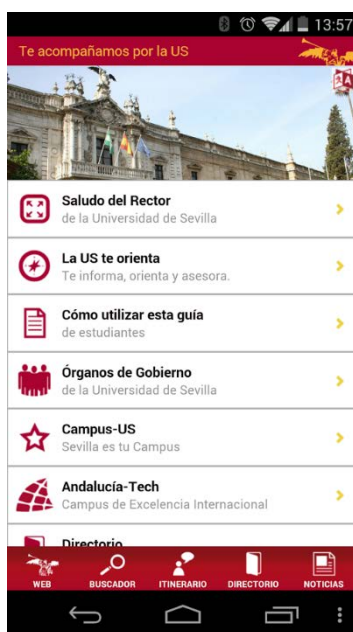 13:57
Te acompañamos por la US
Saludo del Rector
de la Universidad de Sevilla
La US te orienta
Te informa, orienta y asesora.
Cómo utilizar esta guía
de estudiantes
Órganos de Gobierno
de la Universidad de Sevilla
Campus-US
Sevilla es tu Campus
Andalucía-Tech
Campus de Excelencia Internacional
Directorio
WEB BUSCADOR ITINERARIO DIRECTORIO NOTICIAS